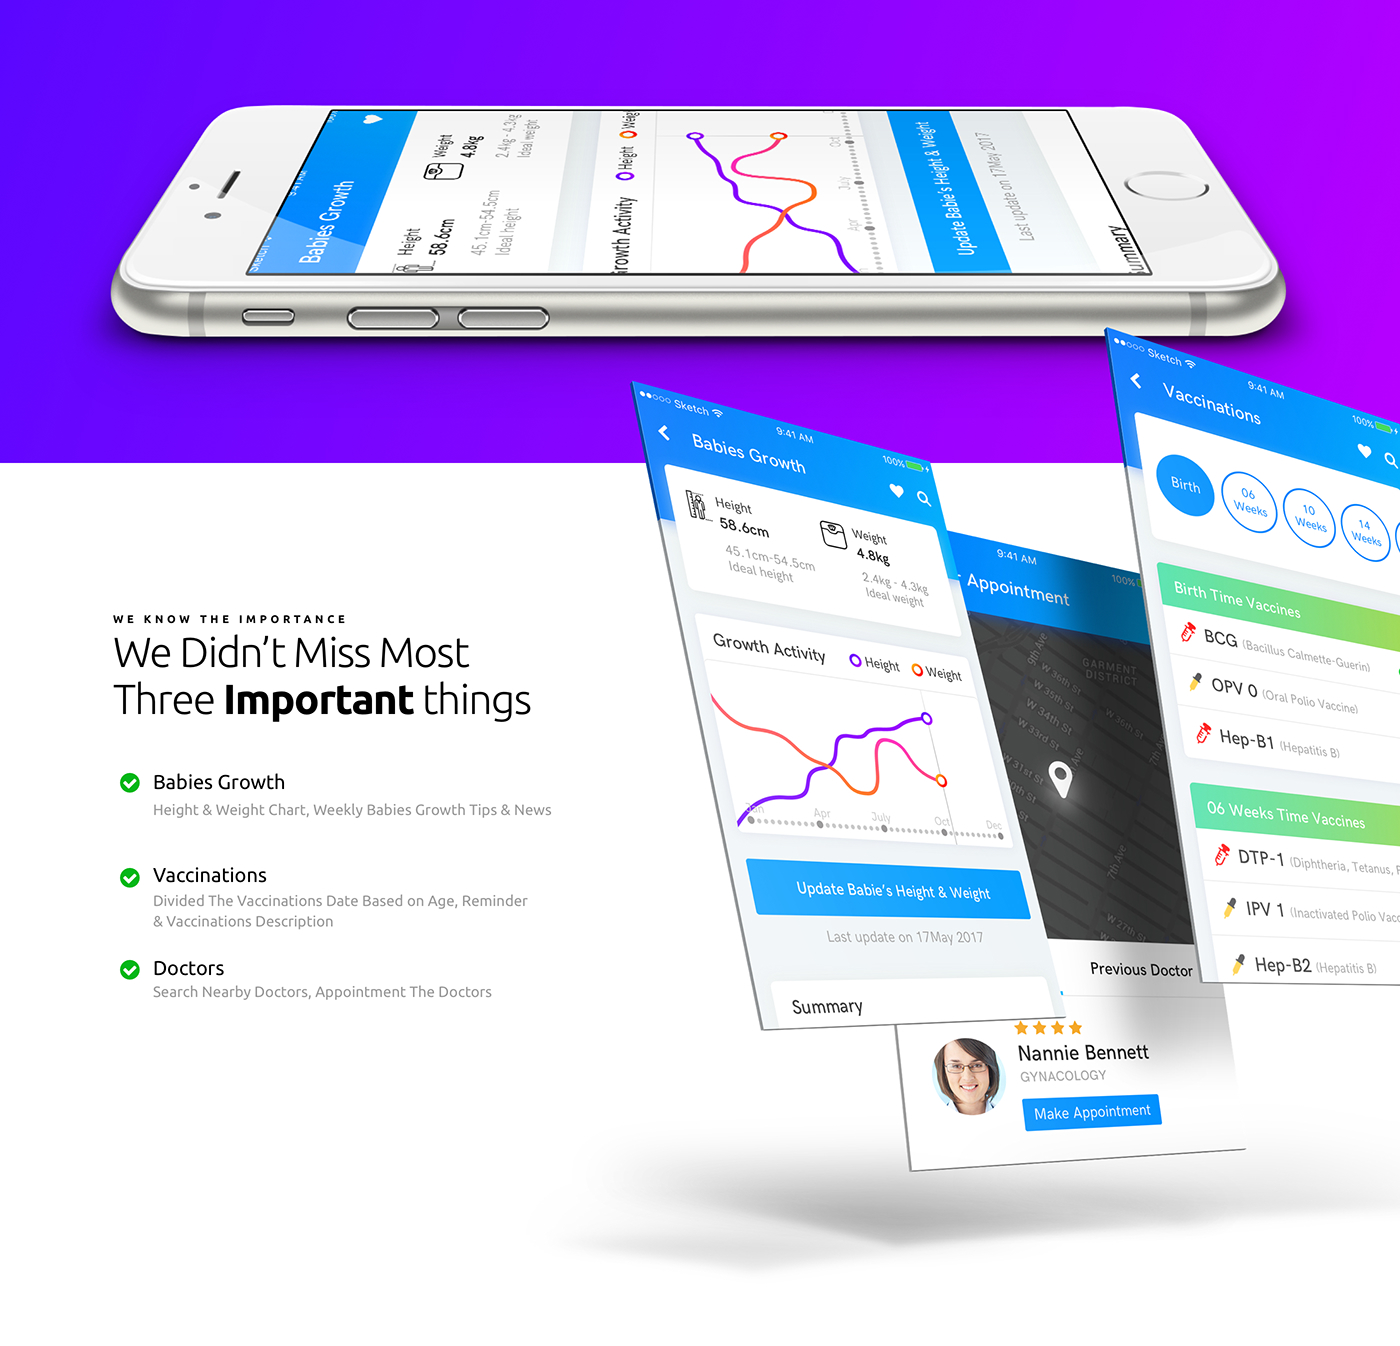 Sketch
9:41 AM
Babies Growth
Height
58.6cm
45.1cm-54.5cm
Ideal height
Weight
4.8kg
2.4kg - 4.3kg
Ideal weight
Growth Activity
Height
Weig
Oct
July
Apr
Update Babie's Height & Weight
Last update on 17May 2017
Summary
WE KNOW THE IMPORTANCE
We Didn't Miss Most
Three Important things
Babies Growth
Height & Weight Chart, Weekly Babies Growth Tips & News
Vaccinations
Divided The Vaccinations Date Based on Age, Reminder
& Vaccinations Description
Doctors
Search Nearby Doctors, Appointment The Doctors
Sketch
9:41 AM
100%
Babies Growth
Height
58.6cm
45.1cm-54.5cm
Ideal height
Weight
4.8kg
2.4kg - 4.3kg
Ideal weight
Growth Activity
Height
Weight
Jan
Apr
July
Oct
Dec
Update Babie's Height & Weight
Last update on 17May 2017
Summary
9:41 AM
100%
Appointment
9th Ave
GARMENT
DISTRICT
W 36th St
W 35th St
W 34th St
W 33rd St
W 31st St
30th St
W 36th St
7th Ave
7th Ave
W 27th St
Previous Doctor
Nannie Bennett
GYNACOLOGY
Make Appointment
Sketch
9:41 AM
100%
Vaccinations
Birth
06
Weeks
10
Weeks
14
Weeks
Birth Time Vaccines
BCG (Bacillus Calmette-Guerin)
OPV 0 (Oral Polio Vaccine)
Hep-B1 (Hepatitis B)
06 Weeks Time Vaccines
DTP-1 (Diphtheria, Tetanus, P
IPV 1 (Inactivated Polio Vacc
Hep-B2 (Hepatitis B)